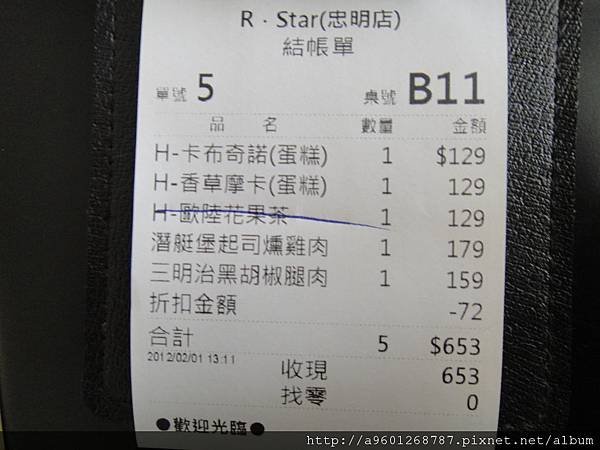 R‧Star(忠明店)
結帳單
單號 5 桌號 B11
品 名 數量 金額
H-卡布奇諾(蛋糕) 1 $129
H-香草摩卡(蛋糕) 1 129
H-歐陸花果茶 1 129
潛艇堡起司燻雞肉 1 179
三明治黑胡椒腿肉 1 159
折扣金額 -72
合計 5 $653
2012/02/01 13:11
收現 653
找零 0
●歡迎光臨●
http://a9601268787.pixnet.net/album